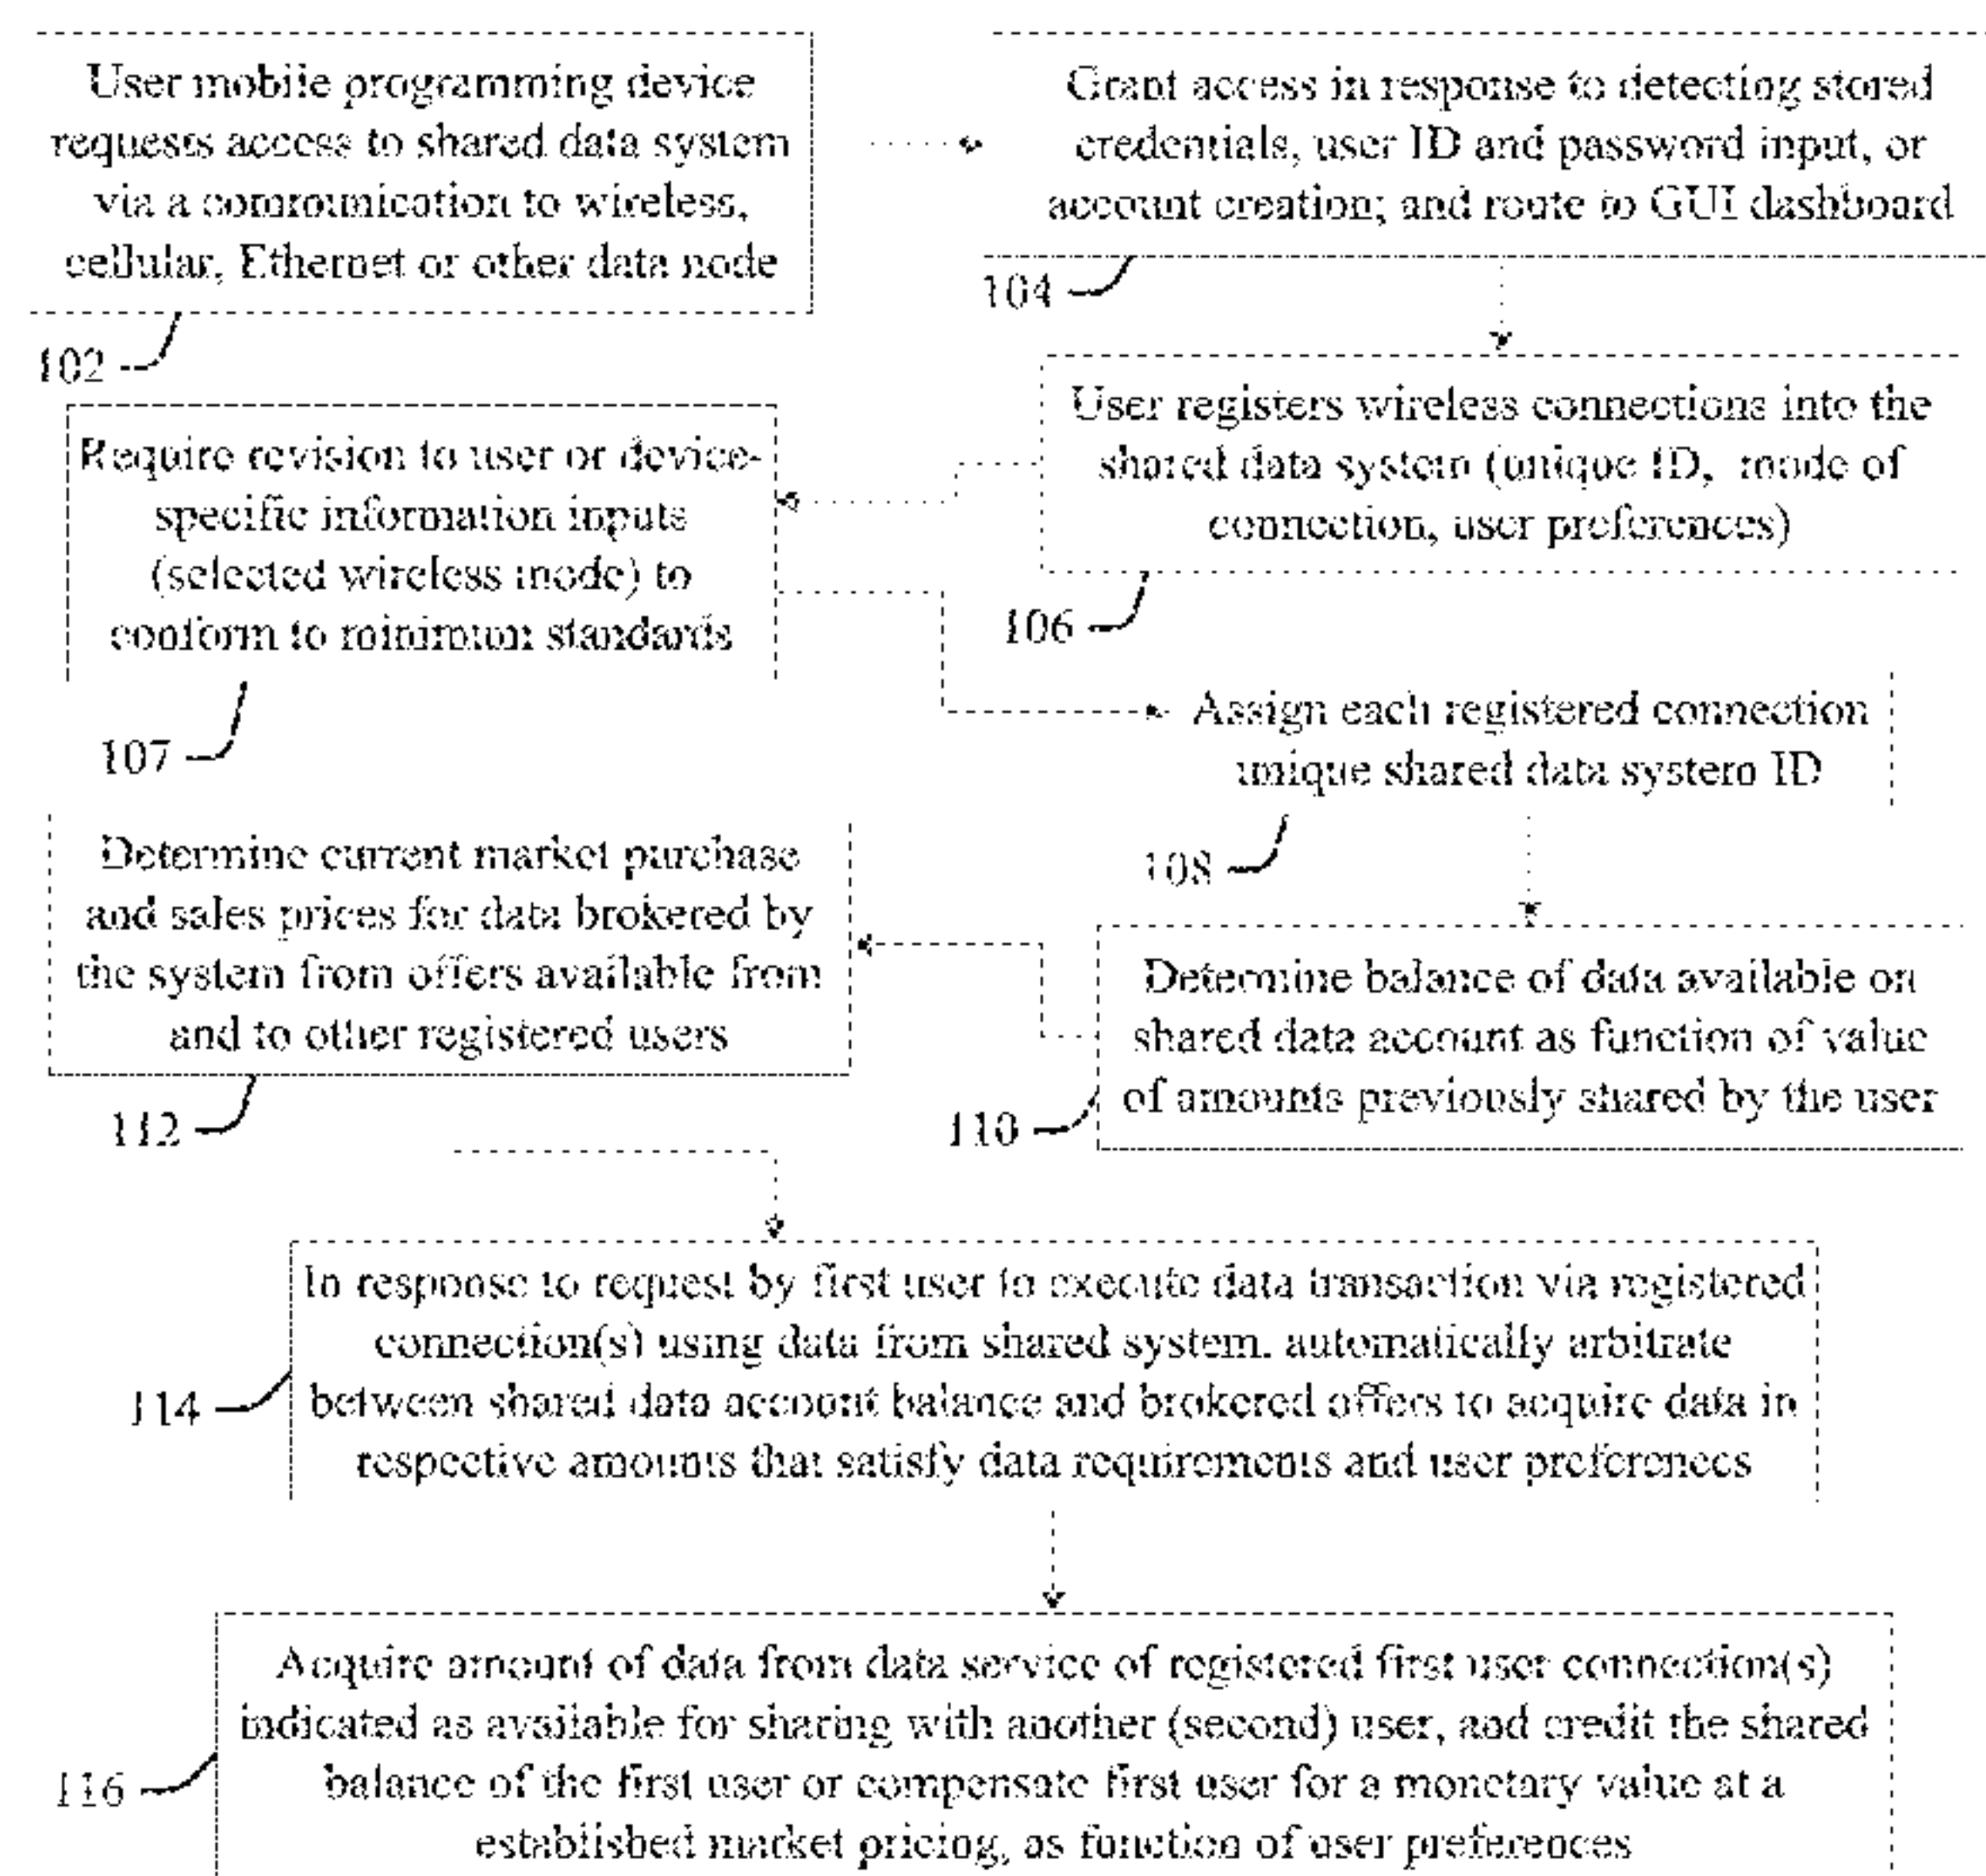 User mobile programming device
requests access to shared data system
via a communication to wireless,
cellular, Ethernet or other data node
102
Grant access in response to detecting stored
credentials, user ID and password input, or
account creation; and route to GUI dashboard
104
User registers wireless connections into the
shared data system (unique ID, mode of
connection, user preferences)
106
Require revision to user or device-
specific information inputs
(selected wireless mode) to
conform to minimum standards
107
Assign each registered connection
unique shared data system ID
108
Determine balance of data available on
shared data account as function of value
of amounts previously shared by the user
110
Determine current market purchase
and sales prices for data brokered by
the system from offers available from
and to other registered users
112
In response to request by first user to execute data transaction via registered
connection(s) using data from shared system, automatically arbitrate
between shared data account balance and brokered offers to acquire data in
respective amounts that satisfy data requirements and user preferences
114
Acquire amount of data from data service of registered first user connection(s)
indicated as available for sharing with another (second) user, and credit the shared
balance of the first user or compensate first user for a monetary value at a
established market pricing, as function of user preferences
116